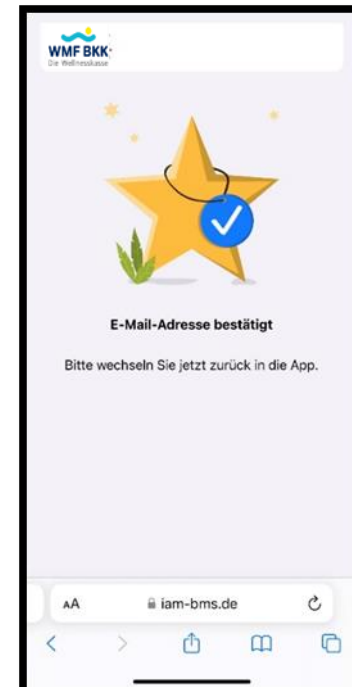 WMF BKK
Die Wellnesskasse
E-Mail-Adresse bestätigt
Bitte wechseln Sie jetzt zurück in die App.
AA
iam-bms.de